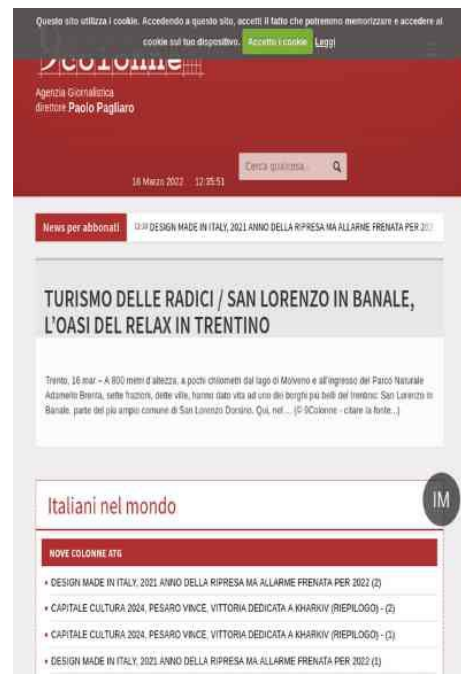 Questo sito utilizza i cookie. Accedendo a questo sito, accetti il fatto che potremmo memorizzare e accedere ai
cookie sul tuo dispositivo. Accetto i cookie Leggi
9colonne
Agenzia Giornalistica
direttore Paolo Pagliaro
Cerca qualcosa...
16 Marzo 2022 12:35:51
News per abbonati DESIGN MADE IN ITALY, 2021 ANNO DELLA RIPRESA MA ALLARME FRENATA PER
TURISMO DELLE RADICI / SAN LORENZO IN BANALE,
L'OASI DEL RELAX IN TRENTINO
Trento, 16 mar – A 800 metri d'altezza, a pochi chilometri dal lago di Molveno e all'ingresso del Parco Naturale
Adamello Brenta, sette frazioni, dette ville, hanno dato vita ad uno dei borghi più belli del trentino: San Lorenzo in
Banale, parte del più ampio comune di San Lorenzo Dorsino. Qui, nel ... (© 9Colonne - citare la fonte...)
Italiani nel mondo
IM
NOVE COLONNE ATG
DESIGN MADE IN ITALY, 2021 ANNO DELLA RIPRESA MA ALLARME FRENATA PER 2022 (2)
CAPITALE CULTURA 2024, PESARO VINCE, VITTORIA DEDICATA A KHARKIV (RIEPILOGO) - (2)
CAPITALE CULTURA 2024, PESARO VINCE, VITTORIA DEDICATA A KHARKIV (RIEPILOGO) - (1)
DESIGN MADE IN ITALY, 2021 ANNO DELLA RIPRESA MA ALLARME FRENATA PER 2022 (1)